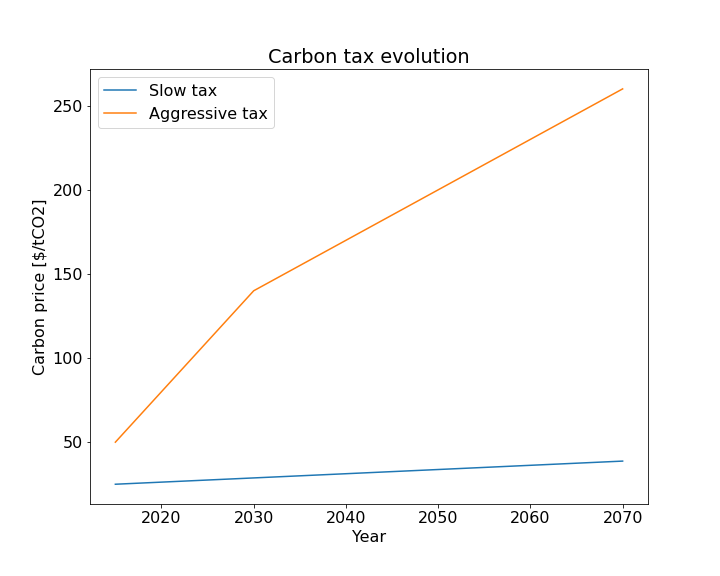 Carbon tax evolution
Slow tax
Aggressive tax
Carbon price [$/tCO2]
250
200
150
100
50
2020 2030 2040 2050 2060 2070
Year